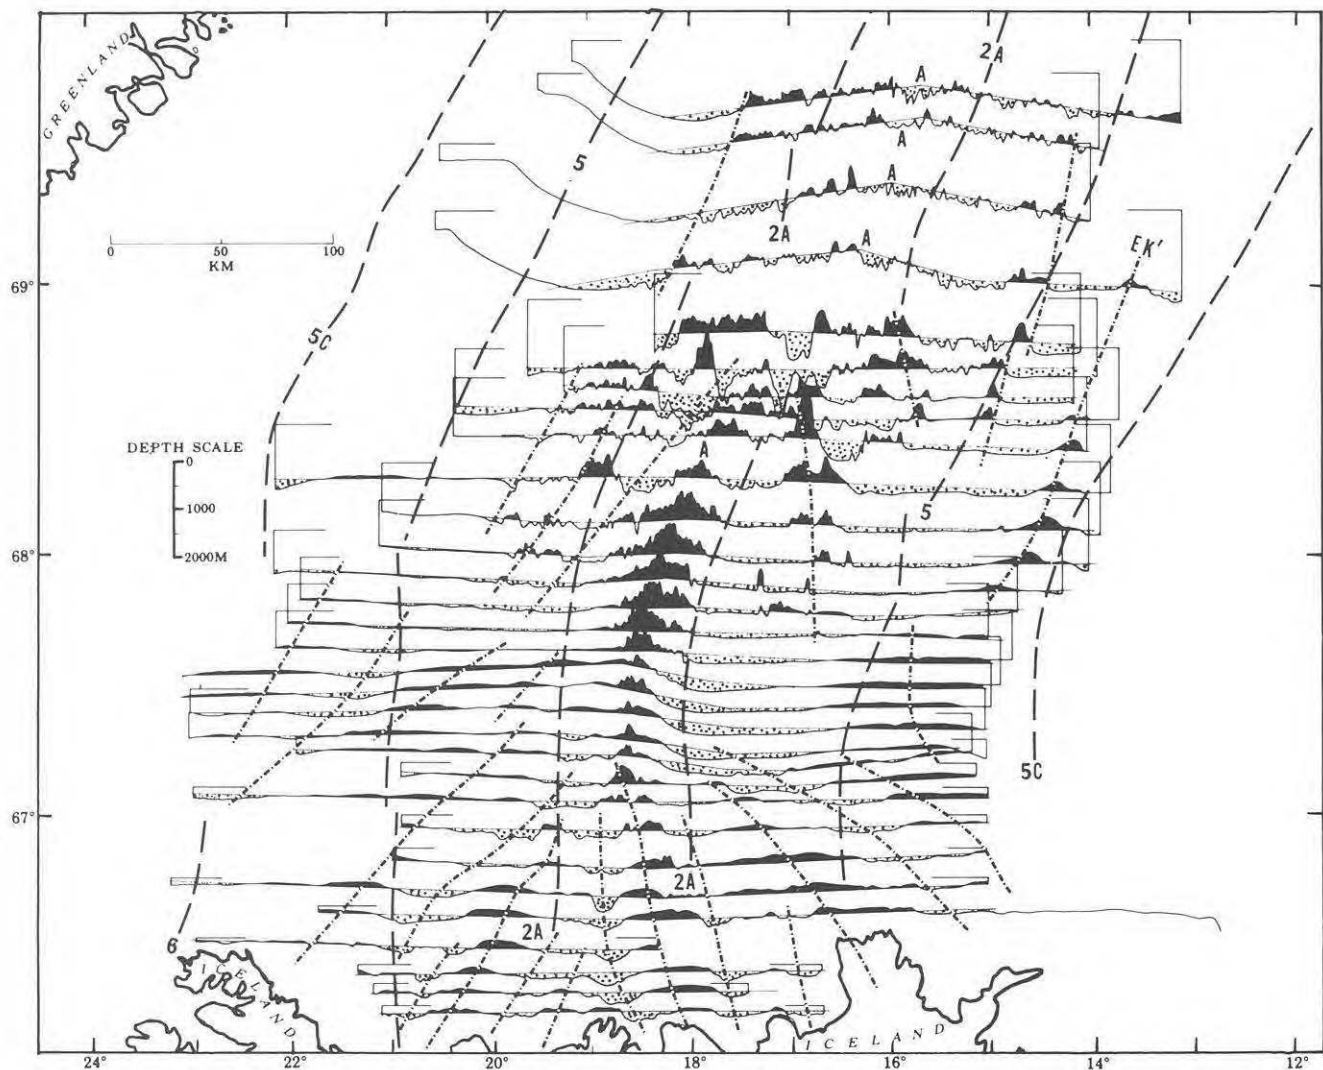 GREENLAND
2A
A
A
5
A
2A
A
EK'
0 50 100
KM
69°
5C
DEPTH SCALE
0
1000
2000M
A
68°
5
5C
67°
2A
2A
6
ICELAND
ICELAND
24° 22° 20° 18° 16° 14° 12°